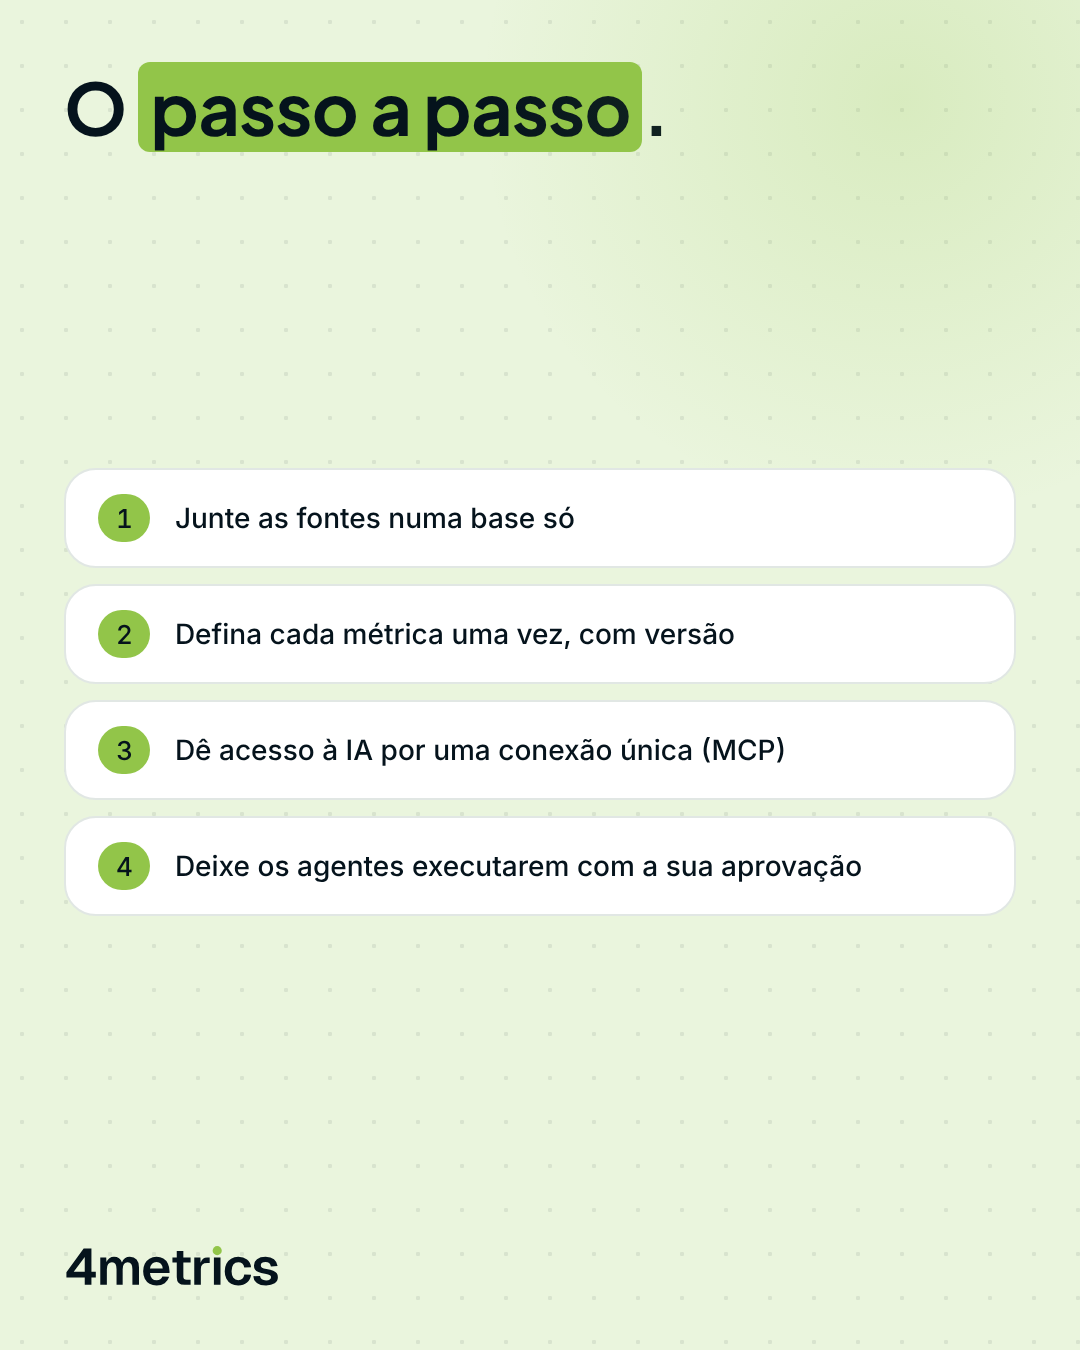 O passo a passo.
1 Junte as fontes numa base só
2 Defina cada métrica uma vez, com versão
3 Dê acesso à IA por uma conexão única (MCP)
4 Deixe os agentes executarem com a sua aprovação
4metrics